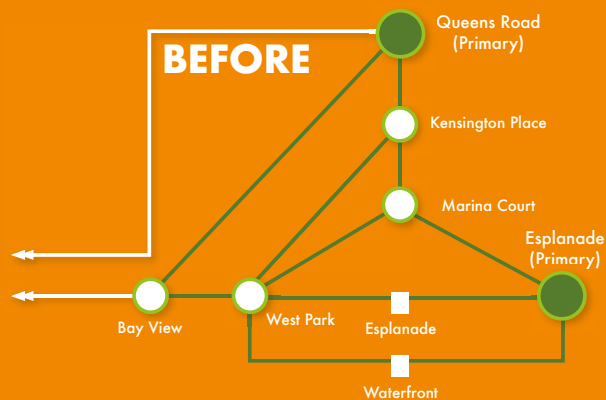 Queens Road
(Primary)
BEFORE
Kensington Place
Marina Court
Esplanade
(Primary)
West Park
Bay View
Esplanade
Waterfront